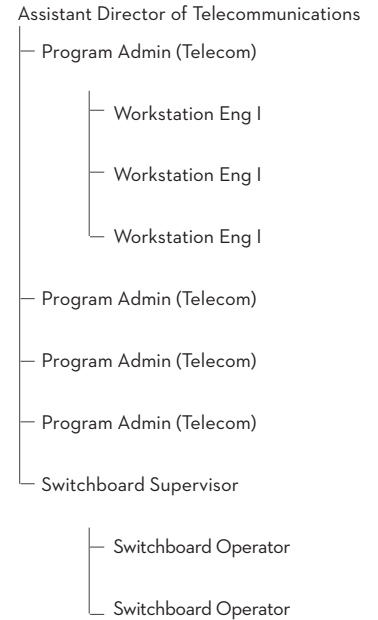 Assistant Director of Telecommunications
Program Admin (Telecom)
Workstation Eng I
Workstation Eng I
Workstation Eng I
Program Admin (Telecom)
Program Admin (Telecom)
Program Admin (Telecom)
Switchboard Supervisor
Switchboard Operator
Switchboard Operator